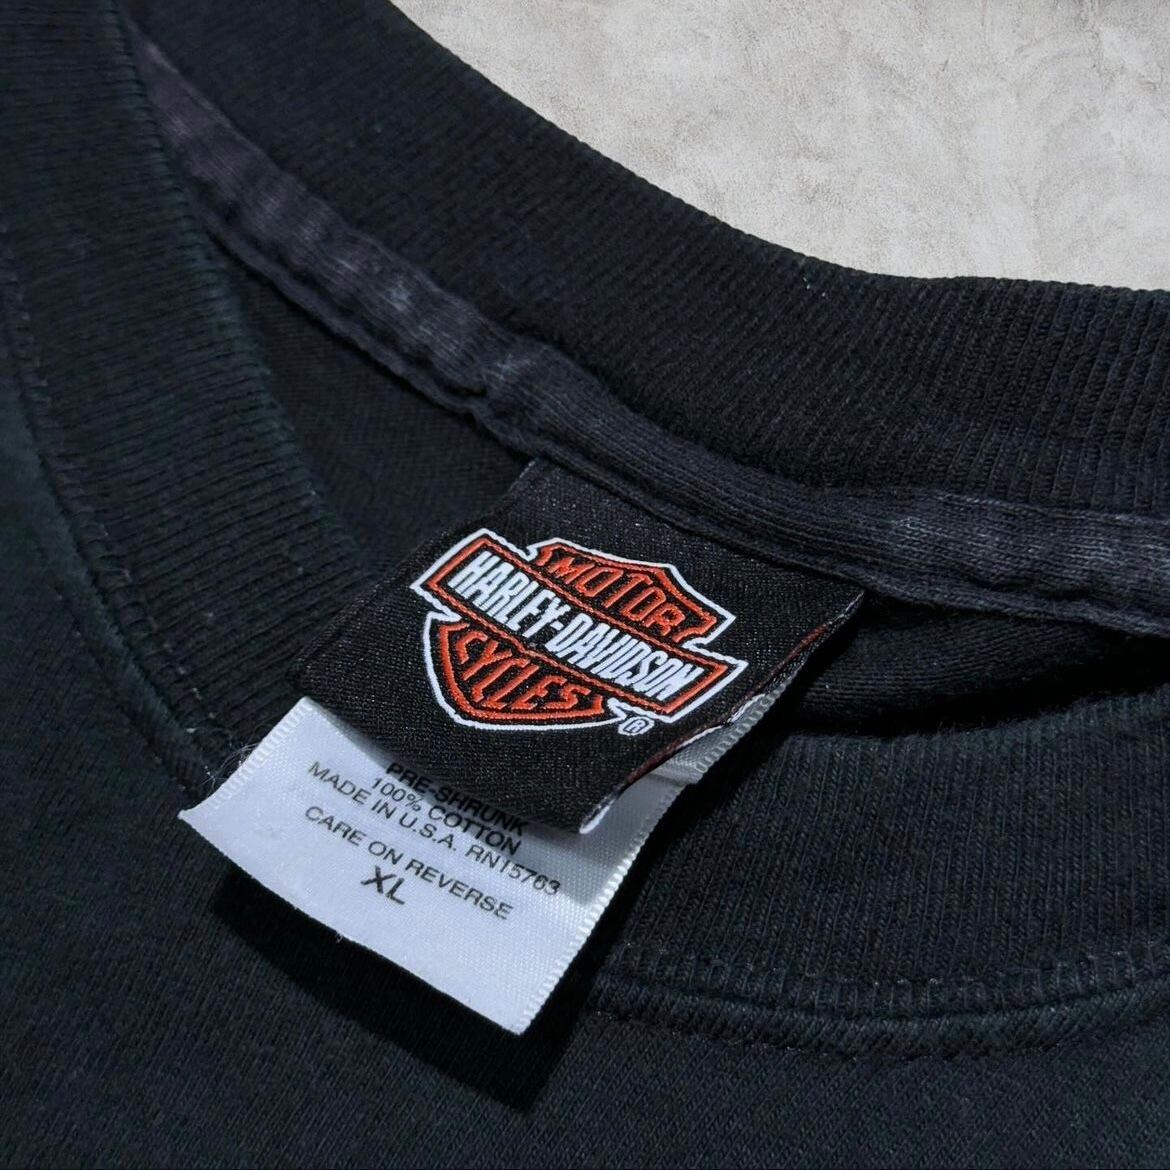 MOTOR
HARLEY-DAVIDSON
CYCLES
®
PRE-SHRUNK
100% COTTON
MADE IN U.S.A. RN15763
CARE ON REVERSE
XL